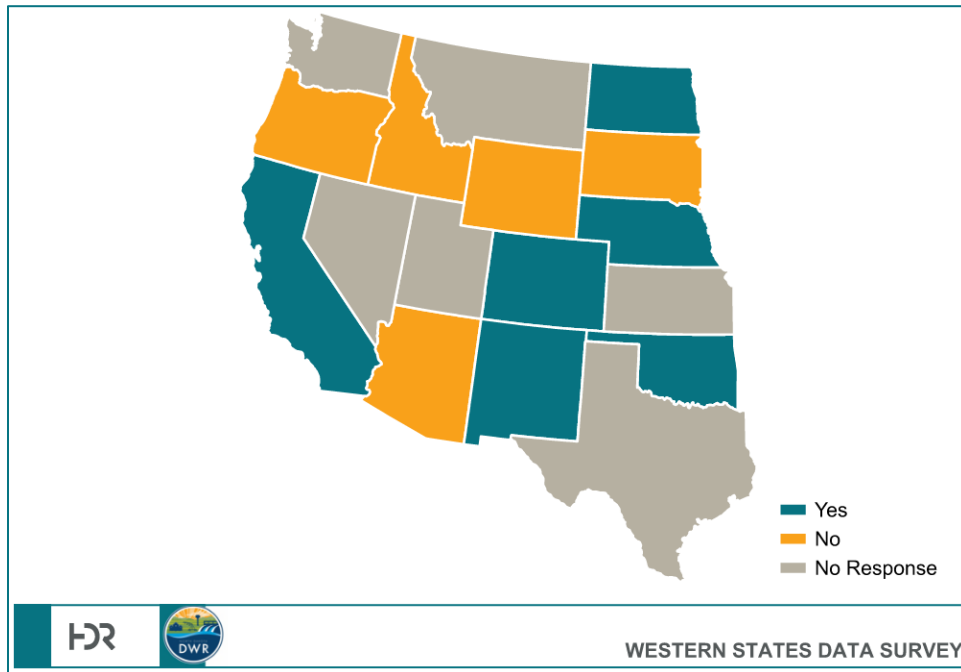 Yes
No
No Response
HDR
DWR
WESTERN STATES DATA SURVEY